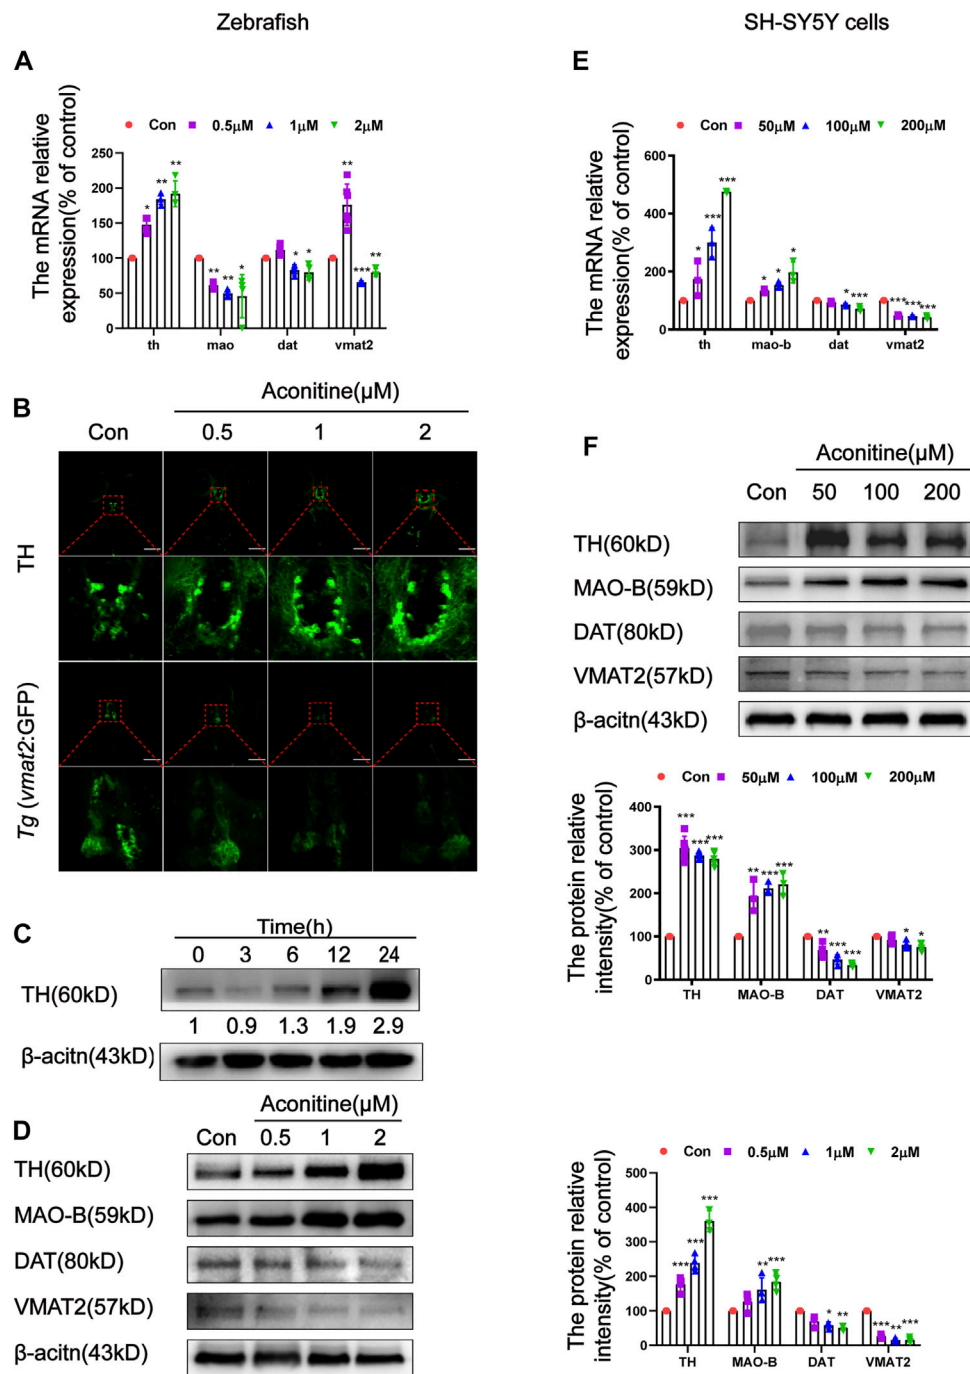 Zebrafish
SH-SY5Y cells
A
Con 0.5μM 1μM 2μM
The mRNA relative
expression(% of control)
250
200
150
100
50
0
* ** **
** ** *
* *
** *** **
th mao dat vmat2
B
Aconitine(μM)
Con 0.5 1 2
TH
Tg (vmat2:GFP)
C
Time(h)
0 3 6 12 24
TH(60kD)
1 0.9 1.3 1.9 2.9
β-acitn(43kD)
D
Aconitine(μM)
Con 0.5 1 2
TH(60kD)
MAO-B(59kD)
DAT(80kD)
VMAT2(57kD)
β-acitn(43kD)
E
Con 50μM 100μM 200μM
The mRNA relative
expression(% of control)
600
400
200
0
* *** ***
* * *
* ***
*** *** ***
th mao-b dat vmat2
F
Aconitine(μM)
Con 50 100 200
TH(60kD)
MAO-B(59kD)
DAT(80kD)
VMAT2(57kD)
β-acitn(43kD)
Con 50μM 100μM 200μM
The protein relative
intensity(% of control)
400
300
200
100
0
*** *** ***
** *** ***
** *** ***
* *
TH MAO-B DAT VMAT2
Con 0.5μM 1μM 2μM
The protein relative
intensity(% of control)
400
300
200
100
0
*** *** ***
** ***
* **
*** ** ***
TH MAO-B DAT VMAT2